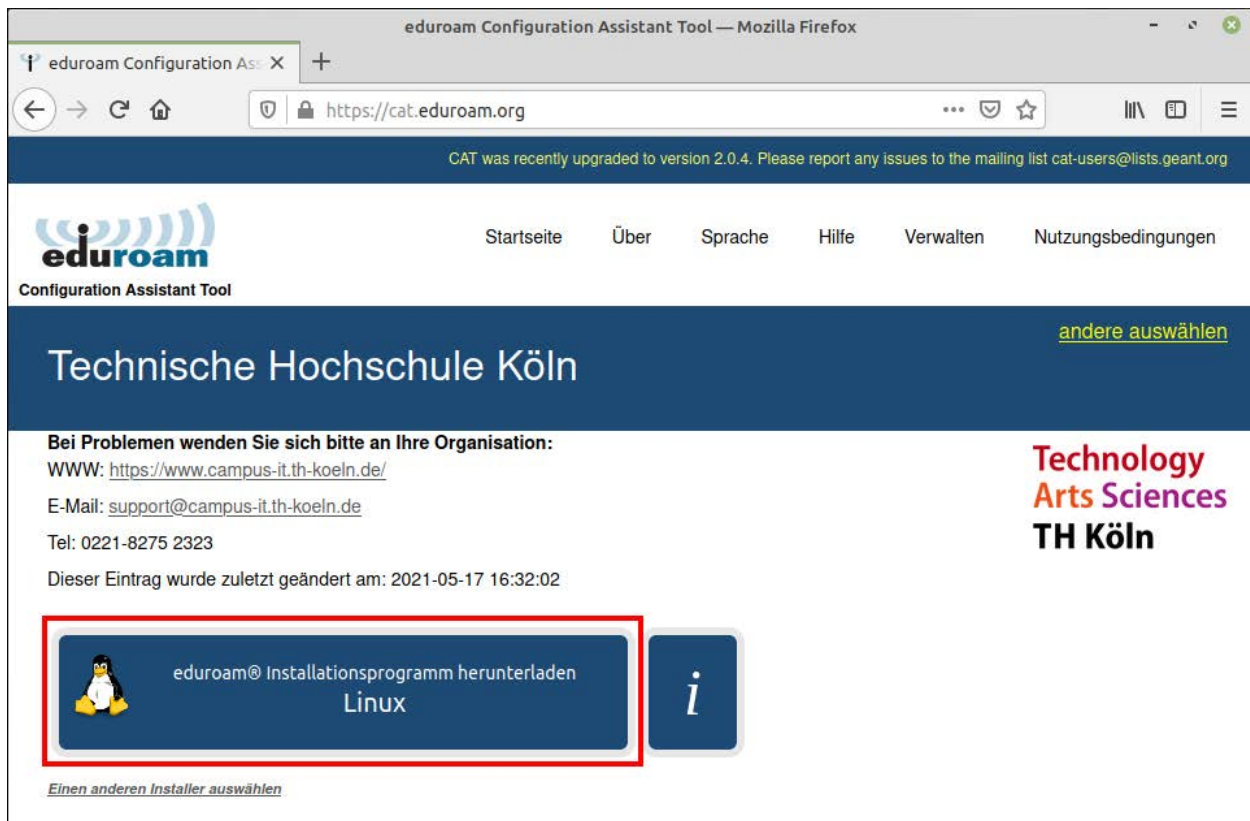 eduroam Configuration Assistant Tool — Mozilla Firefox
eduroam Configuration Ass
https://cat.eduroam.org
CAT was recently upgraded to version 2.0.4. Please report any issues to the mailing list cat-users@lists.geant.org
eduroam
Configuration Assistant Tool
Startseite Über Sprache Hilfe Verwalten Nutzungsbedingungen
andere auswählen
Technische Hochschule Köln
Bei Problemen wenden Sie sich bitte an Ihre Organisation:
WWW: https://www.campus-it.th-koeln.de/
E-Mail: support@campus-it.th-koeln.de
Tel: 0221-8275 2323
Dieser Eintrag wurde zuletzt geändert am: 2021-05-17 16:32:02
Technology
Arts Sciences
TH Köln
eduroam® Installationsprogramm herunterladen
Linux
i
Einen anderen Installer auswählen